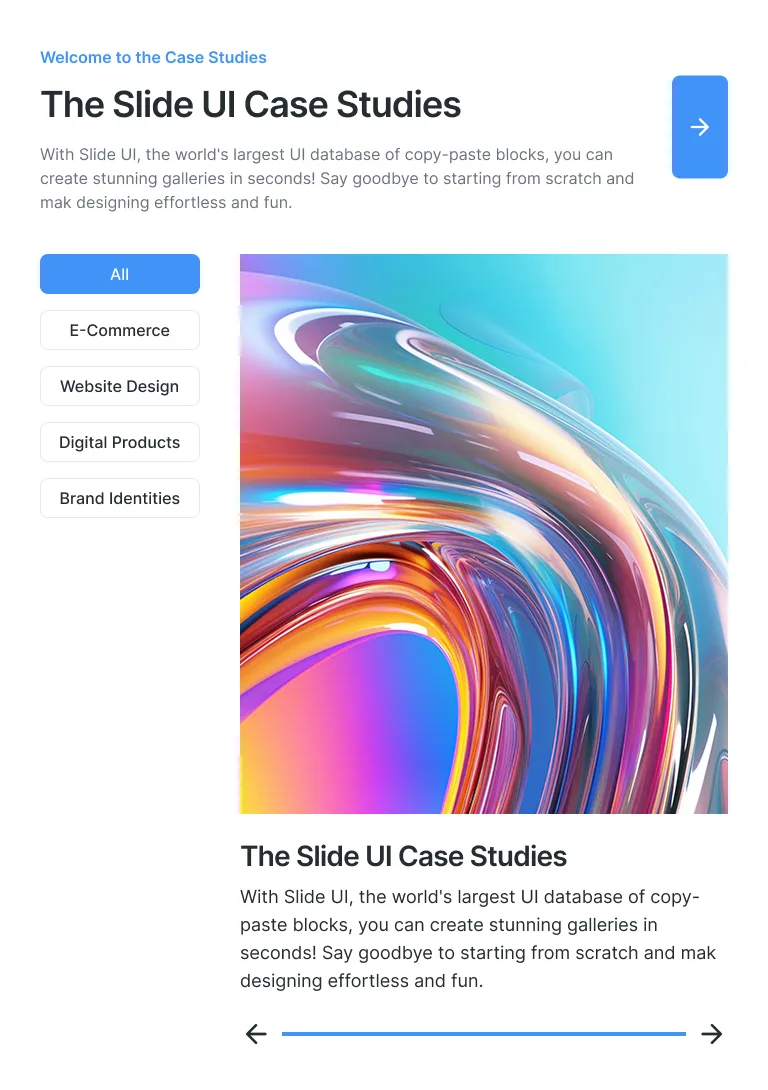 Welcome to the Case Studies
The Slide UI Case Studies
With Slide UI, the world's largest UI database of copy-paste blocks, you can
create stunning galleries in seconds! Say goodbye to starting from scratch and
mak designing effortless and fun.
All
E-Commerce
Website Design
Digital Products
Brand Identities
The Slide UI Case Studies
With Slide UI, the world's largest UI database of copy-
paste blocks, you can create stunning galleries in
seconds! Say goodbye to starting from scratch and mak
designing effortless and fun.